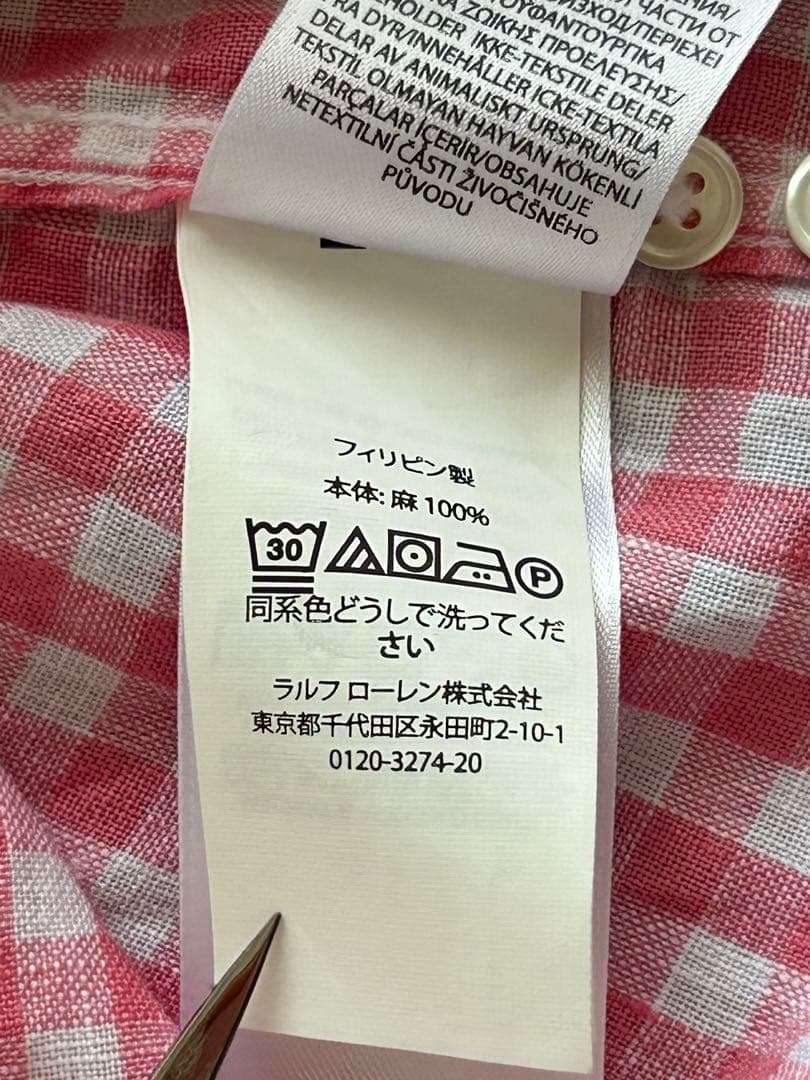 ЧАСТИ ОТ
ПРОИЗХОД/ΠΕΡΙΕΧΕΙ
ΖΩΙΚΗΣ ΠΡΟΕΛΕΥΣΗΣ/
DYR/INNEHÅLLER ICKE-TEXTILA
IKKE-TEKSTILE DELER
DELAR AV ANIMALISKT URSPRUNG/
TEKSTİL OLMAYAN HAYVAN KÖKENLİ
PARÇALAR İÇERİR/OBSAHUJE
NETEXTILNÍ ČÁSTI ŽIVOČIŠNÉHO
PŮVODU
フィリピン製
本体: 麻 100%
30 P
同系色どうしで洗ってくだ
さい
ラルフ ローレン株式会社
東京都千代田区永田町2-10-1
0120-3274-20